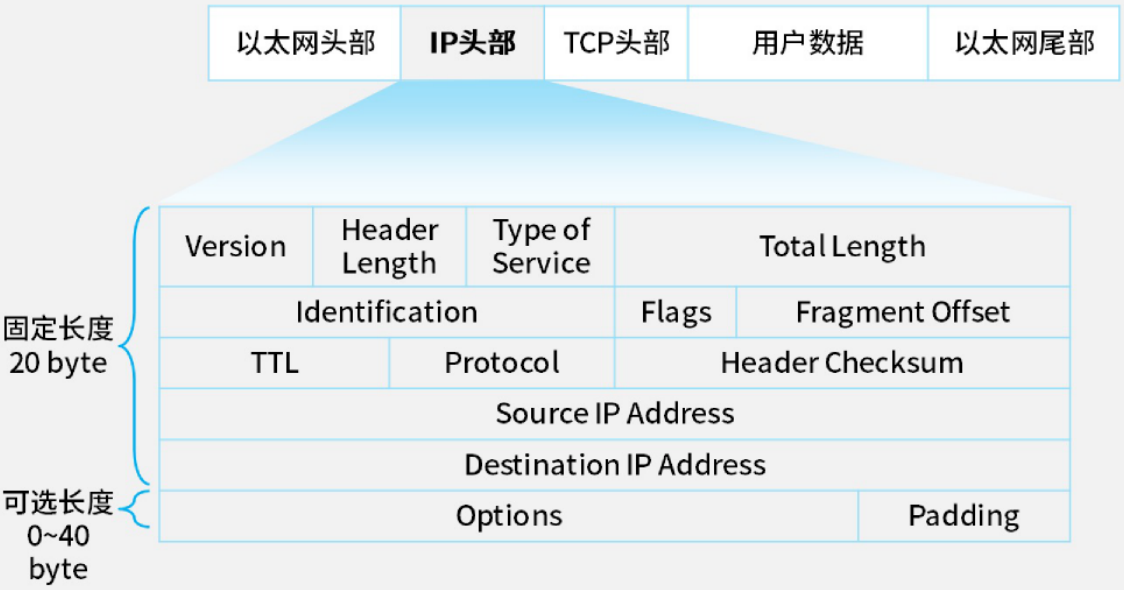 以太网头部 IP头部 TCP头部 用户数据 以太网尾部
Version Header Length Type of Service Total Length
固定长度
20 byte
Identification Flags Fragment Offset
TTL Protocol Header Checksum
Source IP Address
Destination IP Address
可选长度
0~40
byte
Options Padding